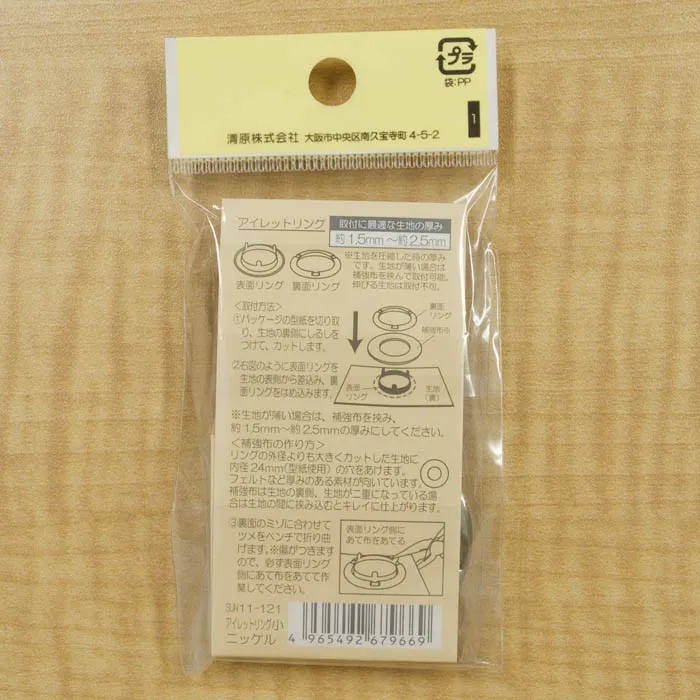 プラ
袋:PP
1
清原株式会社 大阪市中央区南久宝寺町4-5-2
アイレットリング
取付に最適な生地の厚み
約1.5mm～約2.5mm
※生地を圧縮した時の厚み
です。生地が薄い場合は
補強布を挟んで取付可能。
伸びる生地は取付不可。
表面リング 裏面リング
<取付方法>
①パッケージの型紙を切り取
り、生地の裏側にしるしを
つけて、カットします。
②右図のように表面リングを
生地の表側から差込み、裏
面リングをはめ込みます。
裏面
リング
補強布※
表面
リング
生地
(裏)
※生地が薄い場合は、補強布を挟み、
約1.5mm～約2.5mmの厚みにしてください。
<補強布の作り方>
リングの外径よりも大きくカットした生地に
内径24mm(型紙使用)の穴をあけます。
フェルトなど厚みのある素材が向いています。
補強布は生地の裏側、生地が二重になっている場
合は生地の間に挟み込むとキレイに仕上がります。
③裏面のミゾに合わせて
ツメをペンチで折り曲
げます。※傷がつきます
ので、必ず表面リング
側にあて布をあてて作
業してください。
表面リング側に
あて布をあてる
SUN11-121
アイレットリング小
ニッケル
4 965492 679669